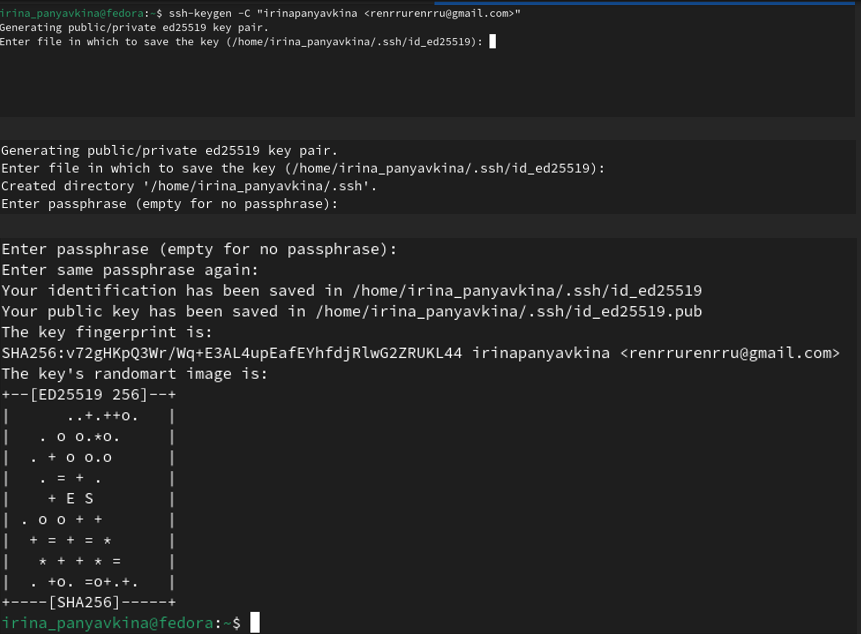 irina_panyavkina@fedora:~$ ssh-keygen -C "irinapanyavkina <renrrurenrru@gmail.com>"
Generating public/private ed25519 key pair.
Enter file in which to save the key (/home/irina_panyavkina/.ssh/id_ed25519):
Generating public/private ed25519 key pair.
Enter file in which to save the key (/home/irina_panyavkina/.ssh/id_ed25519):
Created directory '/home/irina_panyavkina/.ssh'.
Enter passphrase (empty for no passphrase):
Enter passphrase (empty for no passphrase):
Enter same passphrase again:
Your identification has been saved in /home/irina_panyavkina/.ssh/id_ed25519
Your public key has been saved in /home/irina_panyavkina/.ssh/id_ed25519.pub
The key fingerprint is:
SHA256:v72gHKpQ3Wr/Wq+E3AL4upEafEYhfdjRlwG2ZRUKL44 irinapanyavkina <renrrurenrru@gmail.com>
The key's randomart image is:
+--[ED25519 256]--+
|      ..+.++o.   |
|   . o o.*o.     |
|  . + o o.o      |
|   . = + .       |
|    + E S        |
| . o o + +       |
|  + = + = *      |
|   * + + * =     |
|  . +o. =o+.+.   |
+----[SHA256]-----+
irina_panyavkina@fedora:~$